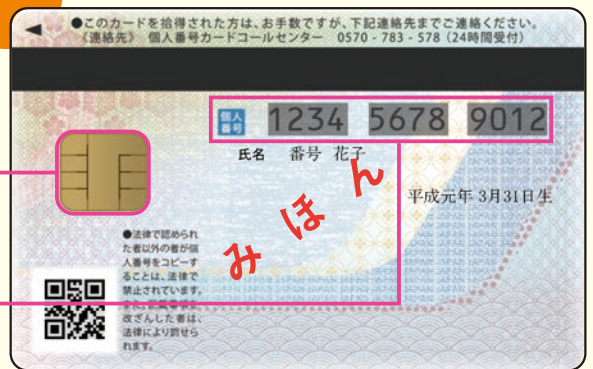 ◀ ●このカードを拾得された方は、お手数ですが、下記連絡先までご連絡ください。
《連絡先》 個人番号カードコールセンター 0570-783-578(24時間受付)
個人番号 1234 5678 9012
氏名 番号 花子
平成元年 3月31日生
みほん
●法律で認められ
た者以外の者が個
人番号をコピーす
ることは、法律で
禁止されています。
また、記載事項を
改ざんした者は、
法律により罰せら
れます。